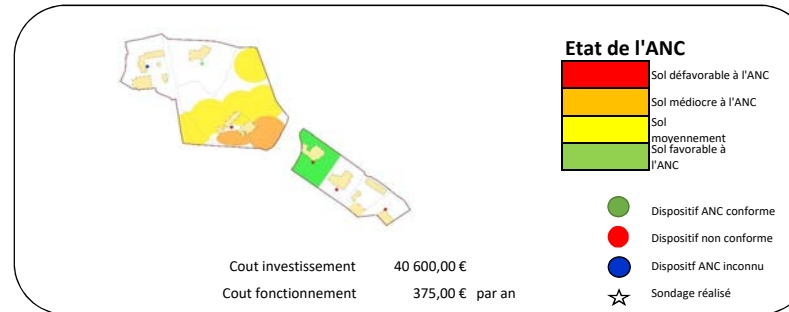 Etat de l'ANC
Sol défavorable à l'ANC
Sol médiocre à l'ANC
Sol
moyennement
Sol favorable à
l'ANC
Dispositif ANC conforme
Dispositif non conforme
Dispositf ANC inconnu
Sondage réalisé
Cout investissement 40 600,00 €
Cout fonctionnement 375,00 € par an